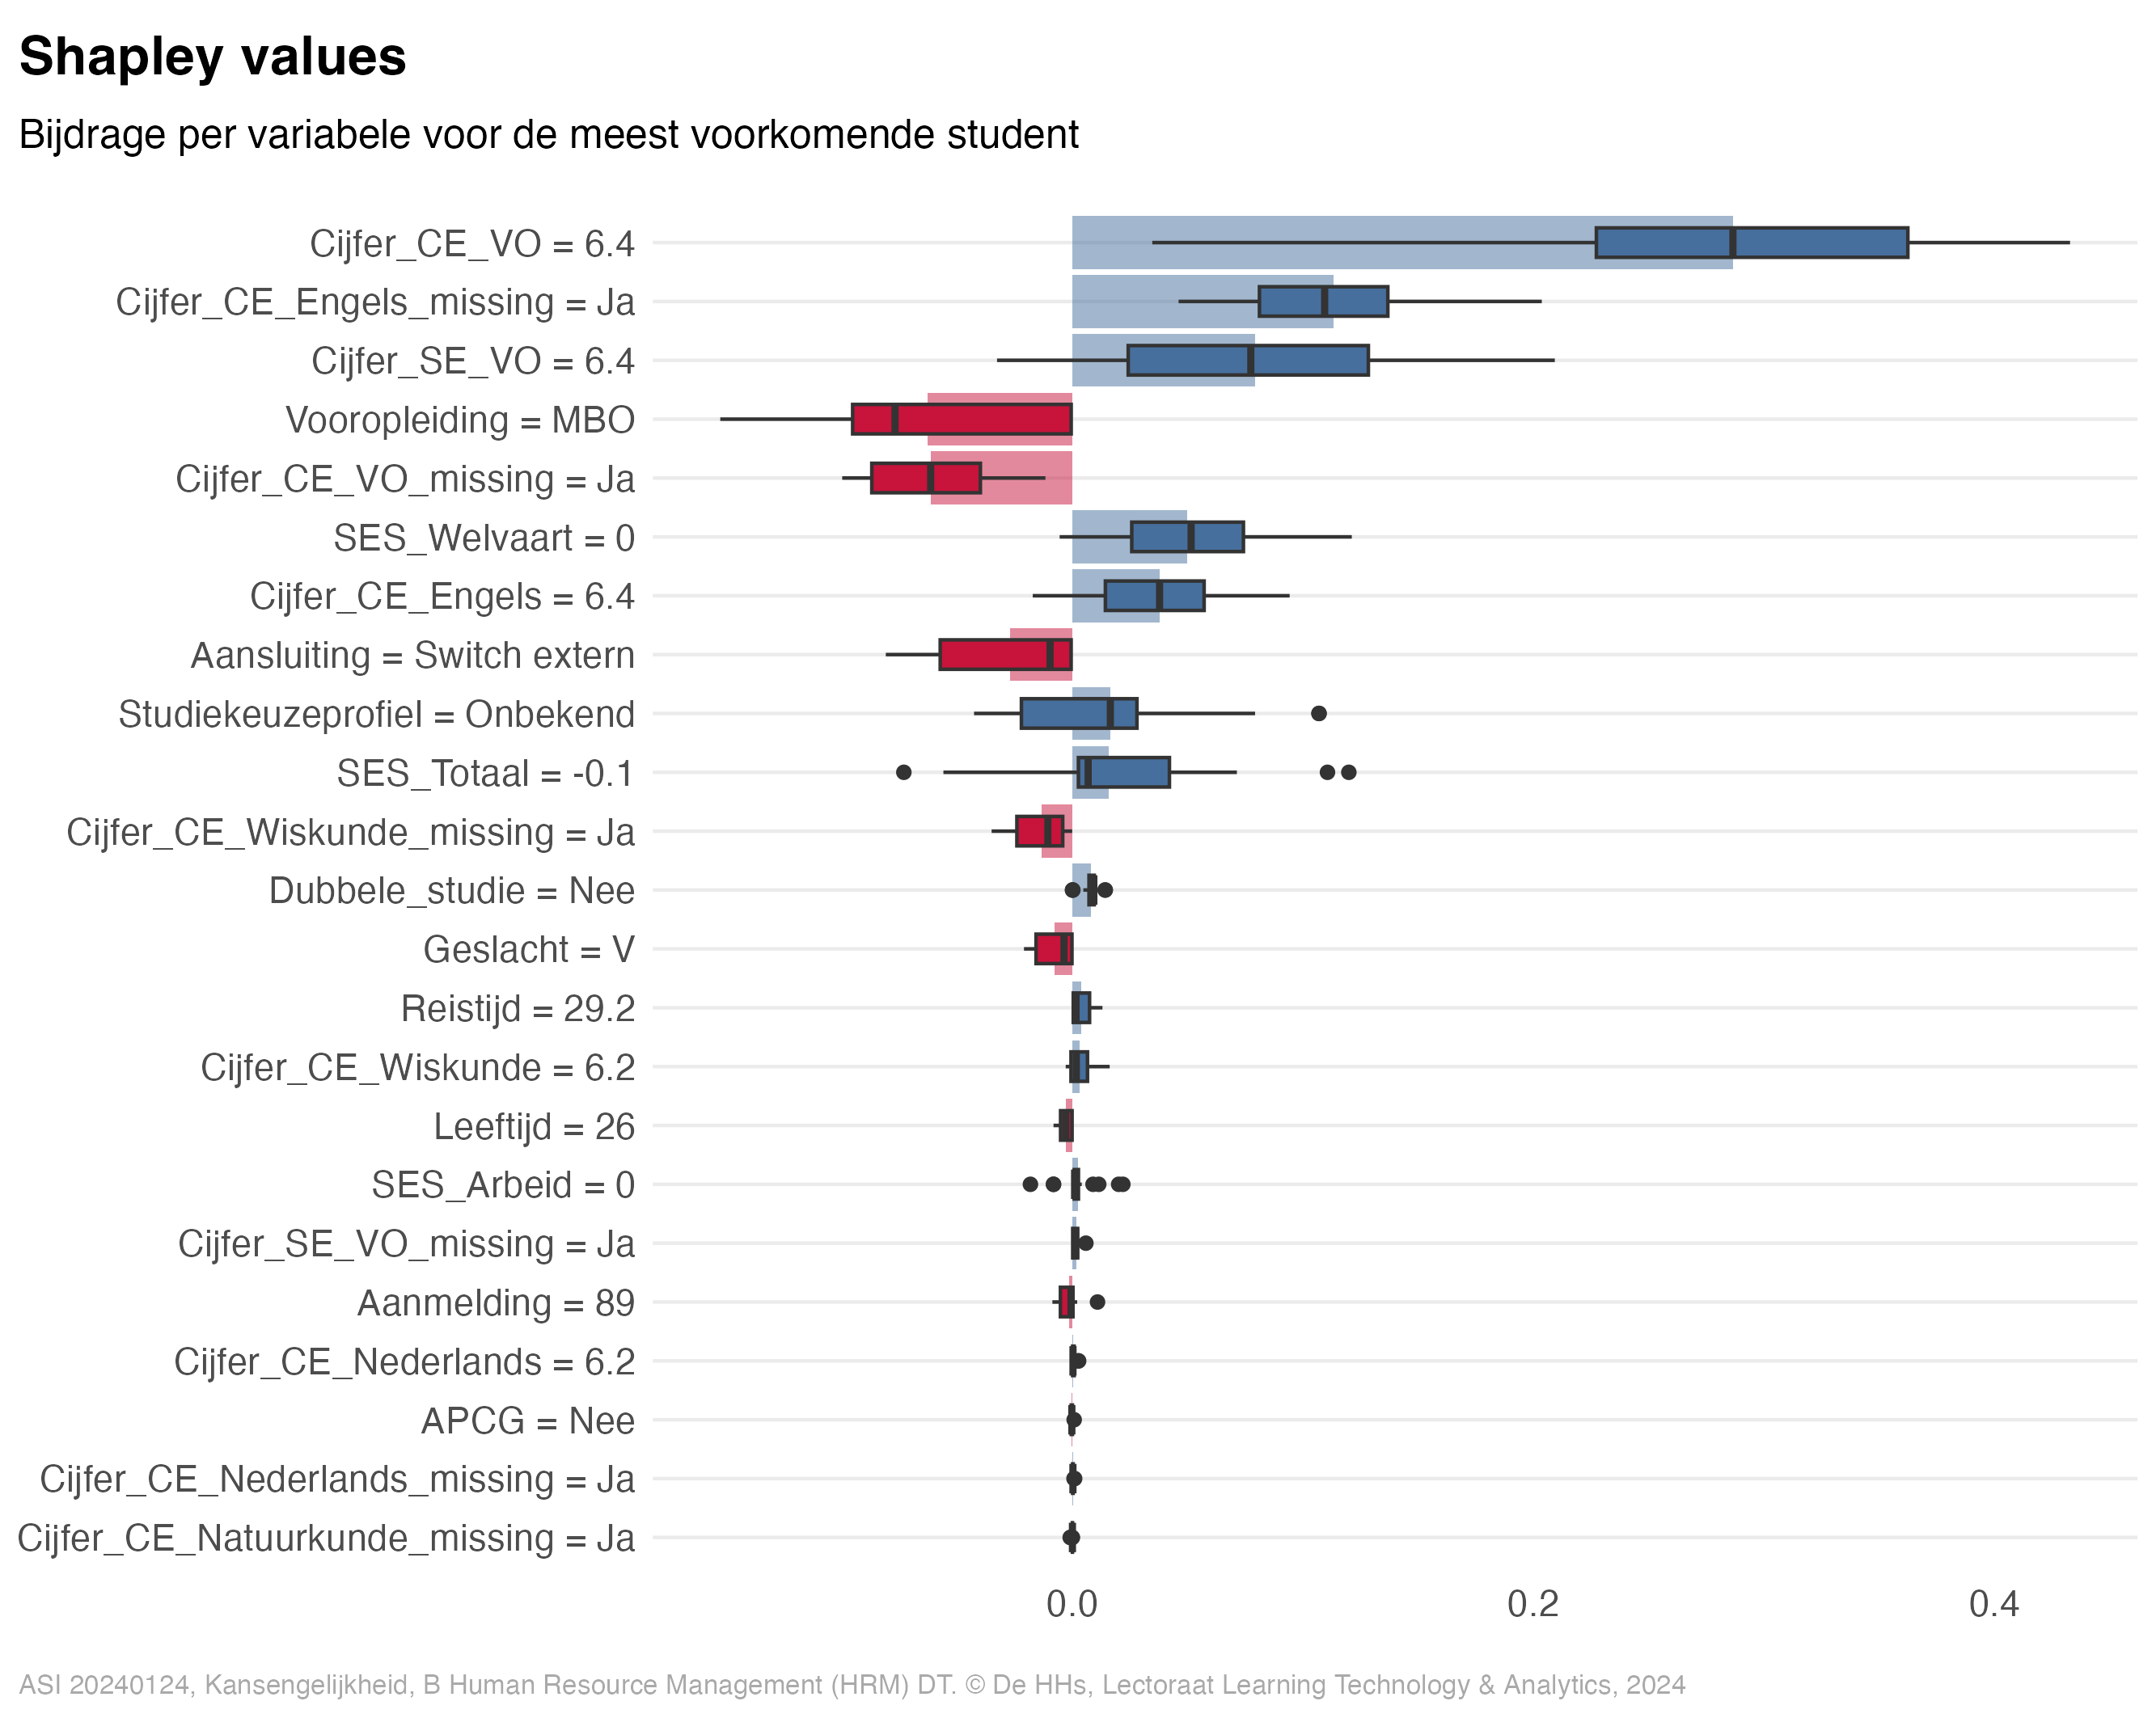 Shapley values
Bijdrage per variabele voor de meest voorkomende student
Cijfer_CE_VO = 6.4
Cijfer_CE_Engels_missing = Ja
Cijfer_SE_VO = 6.4
Vooropleiding = MBO
Cijfer_CE_VO_missing = Ja
SES_Welvaart = 0
Cijfer_CE_Engels = 6.4
Aansluiting = Switch extern
Studiekeuzeprofiel = Onbekend
SES_Totaal = -0.1
Cijfer_CE_Wiskunde_missing = Ja
Dubbele_studie = Nee
Geslacht = V
Reistijd = 29.2
Cijfer_CE_Wiskunde = 6.2
Leeftijd = 26
SES_Arbeid = 0
Cijfer_SE_VO_missing = Ja
Aanmelding = 89
Cijfer_CE_Nederlands = 6.2
APCG = Nee
Cijfer_CE_Nederlands_missing = Ja
Cijfer_CE_Natuurkunde_missing = Ja
0.0 0.2 0.4
ASI 20240124, Kansengelijkheid, B Human Resource Management (HRM) DT. © De HHs, Lectoraat Learning Technology & Analytics, 2024